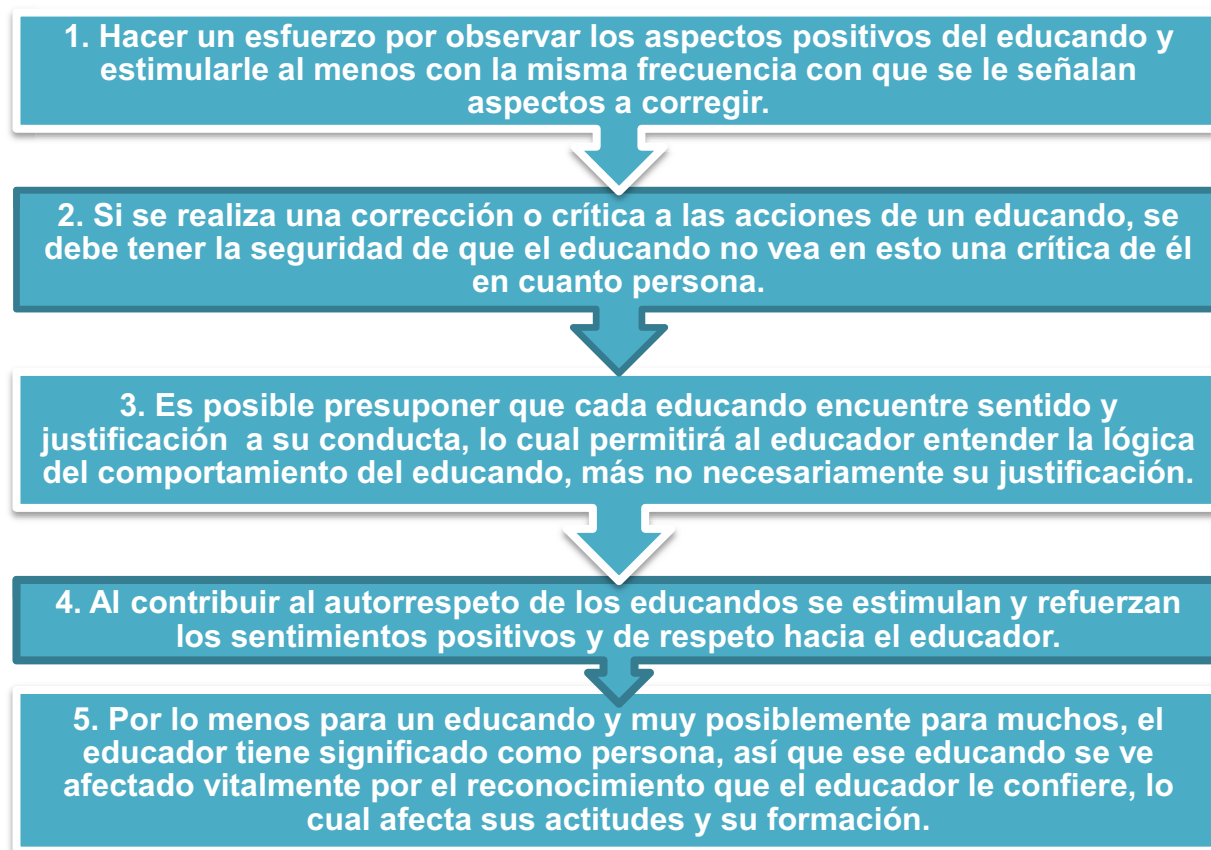 1. Hacer un esfuerzo por observar los aspectos positivos del educando y
estimularle al menos con la misma frecuencia con que se le señalan
aspectos a corregir.
2. Si se realiza una corrección o crítica a las acciones de un educando, se
debe tener la seguridad de que el educando no vea en esto una crítica de él
en cuanto persona.
3. Es posible presuponer que cada educando encuentre sentido y
justificación  a su conducta, lo cual permitirá al educador entender la lógica
del comportamiento del educando, más no necesariamente su justificación.
4. Al contribuir al autorrespeto de los educandos se estimulan y refuerzan
los sentimientos positivos y de respeto hacia el educador.
5. Por lo menos para un educando y muy posiblemente para muchos, el
educador tiene significado como persona, así que ese educando se ve
afectado vitalmente por el reconocimiento que el educador le confiere, lo
cual afecta sus actitudes y su formación.